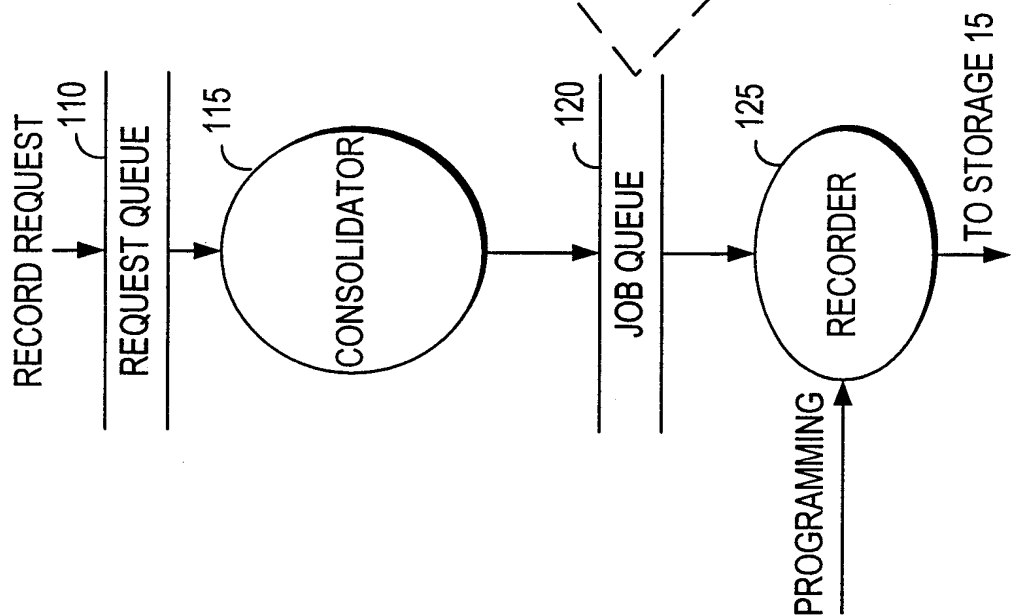 RECORD REQUEST
110
REQUEST QUEUE
115
CONSOLIDATOR
120
JOB QUEUE
125
RECORDER
PROGRAMMING
TO STORAGE 15